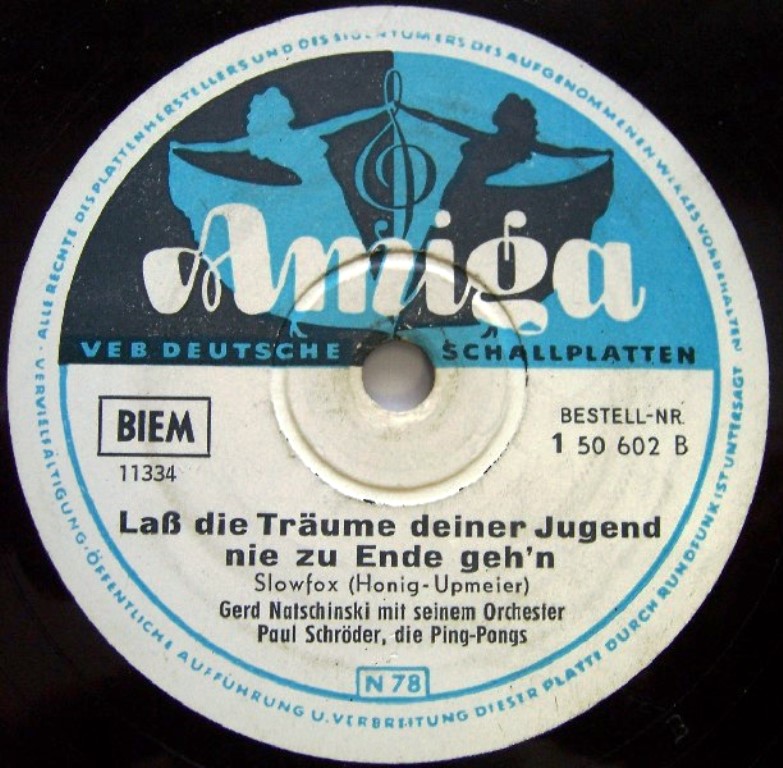 ALLE RECHTE DES PLATTENHERSTELLERS UND DES EIGENTÜMERS DES AUFGENOMMENEN WERKES VORBEHALTEN
Amiga
VEB DEUTSCHE SCHALLPLATTEN
BIEM
11334
BESTELL-NR.
1 50 602 B
Laß die Träume deiner Jugend
nie zu Ende geh'n
Slowfox (Honig-Upmeier)
Gerd Natschinski mit seinem Orchester
Paul Schröder, die Ping-Pongs
N 78
· VERVIELFÄLTIGUNG· ÖFFENTLICHE AUFFÜHRUNG U. VERBREITUNG DIESER PLATTE DURCH RUNDFUNK IST UNTERSAGT